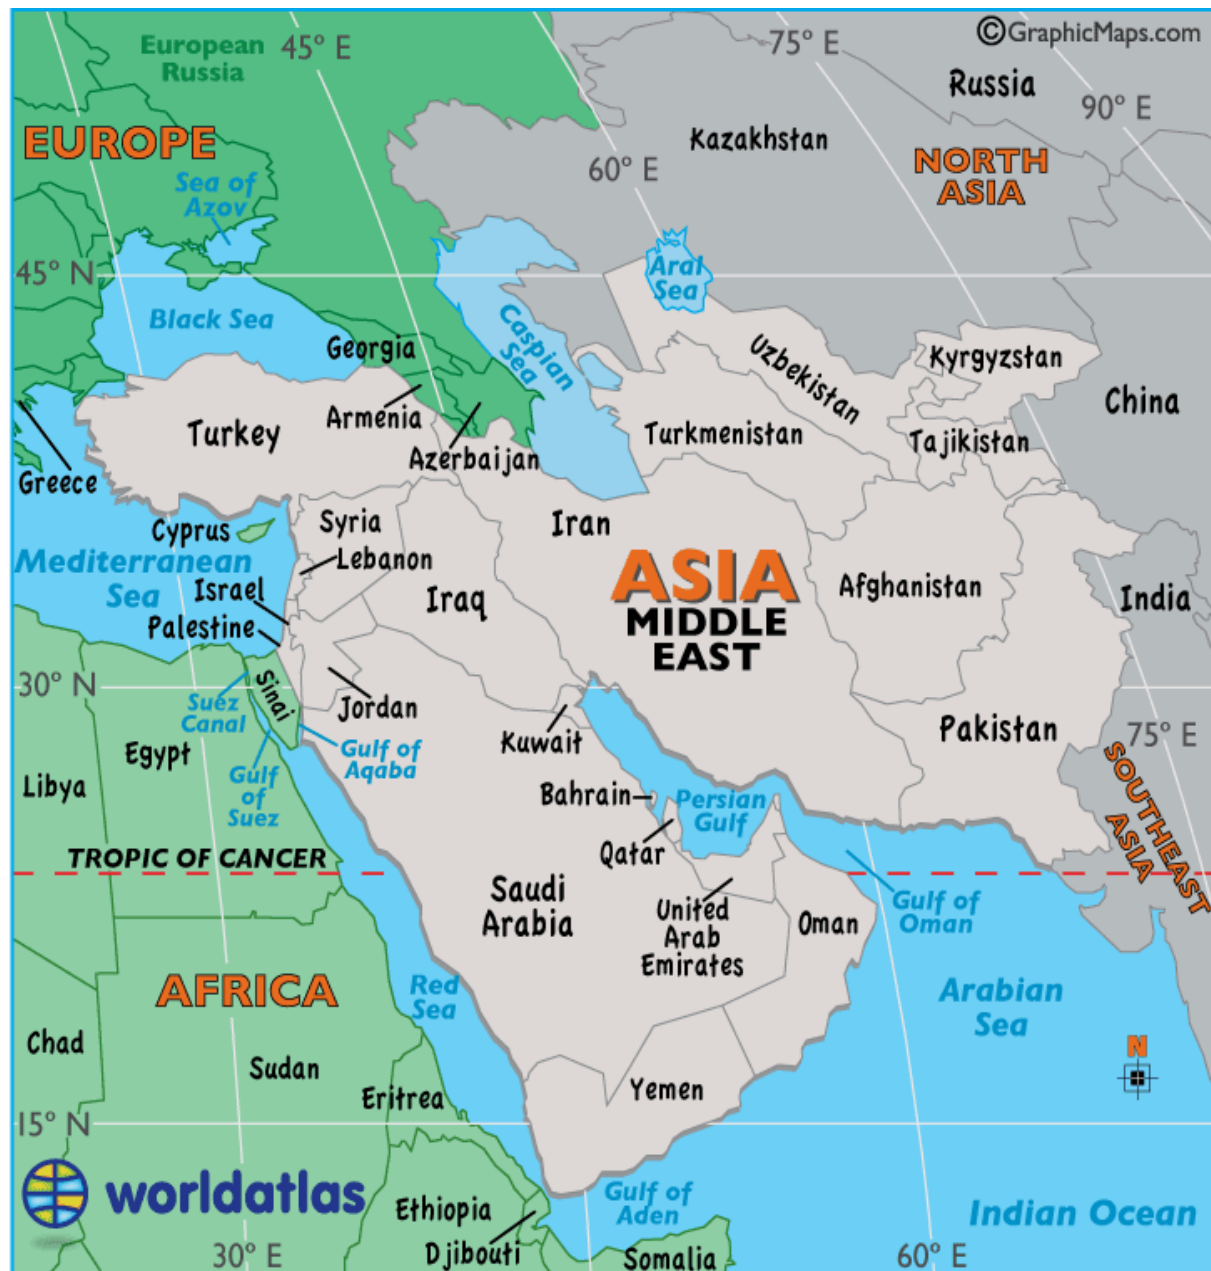 European
Russia
45° E
75° E
©GraphicMaps.com
Russia
90° E
EUROPE
Kazakhstan
60° E
NORTH
ASIA
Sea of
Azov
45° N
Aral
Sea
Black Sea
Caspian
Sea
Georgia
Uzbekistan
Kyrgyzstan
China
Armenia
Turkey
Turkmenistan
Tajikistan
Azerbaijan
Greece
Cyprus
Syria
Iran
Mediterranean
Sea
Lebanon
ASIA
MIDDLE
EAST
Afghanistan
Israel
Iraq
India
Palestine
30° N
Sinai
Suez
Canal
Jordan
Pakistan
75° E
Egypt
Gulf of
Aqaba
Kuwait
SOUTHEAST
ASIA
Libya
Gulf
of
Suez
Bahrain
Persian
Gulf
Qatar
TROPIC OF CANCER
Saudi
Arabia
United
Arab
Emirates
Oman
Gulf of
Oman
AFRICA
Red
Sea
Arabian
Sea
Chad
Sudan
N
Eritrea
Yemen
15° N
worldatlas
Ethiopia
Gulf of
Aden
Indian Ocean
Djibouti
30° E
Somalia
60° E